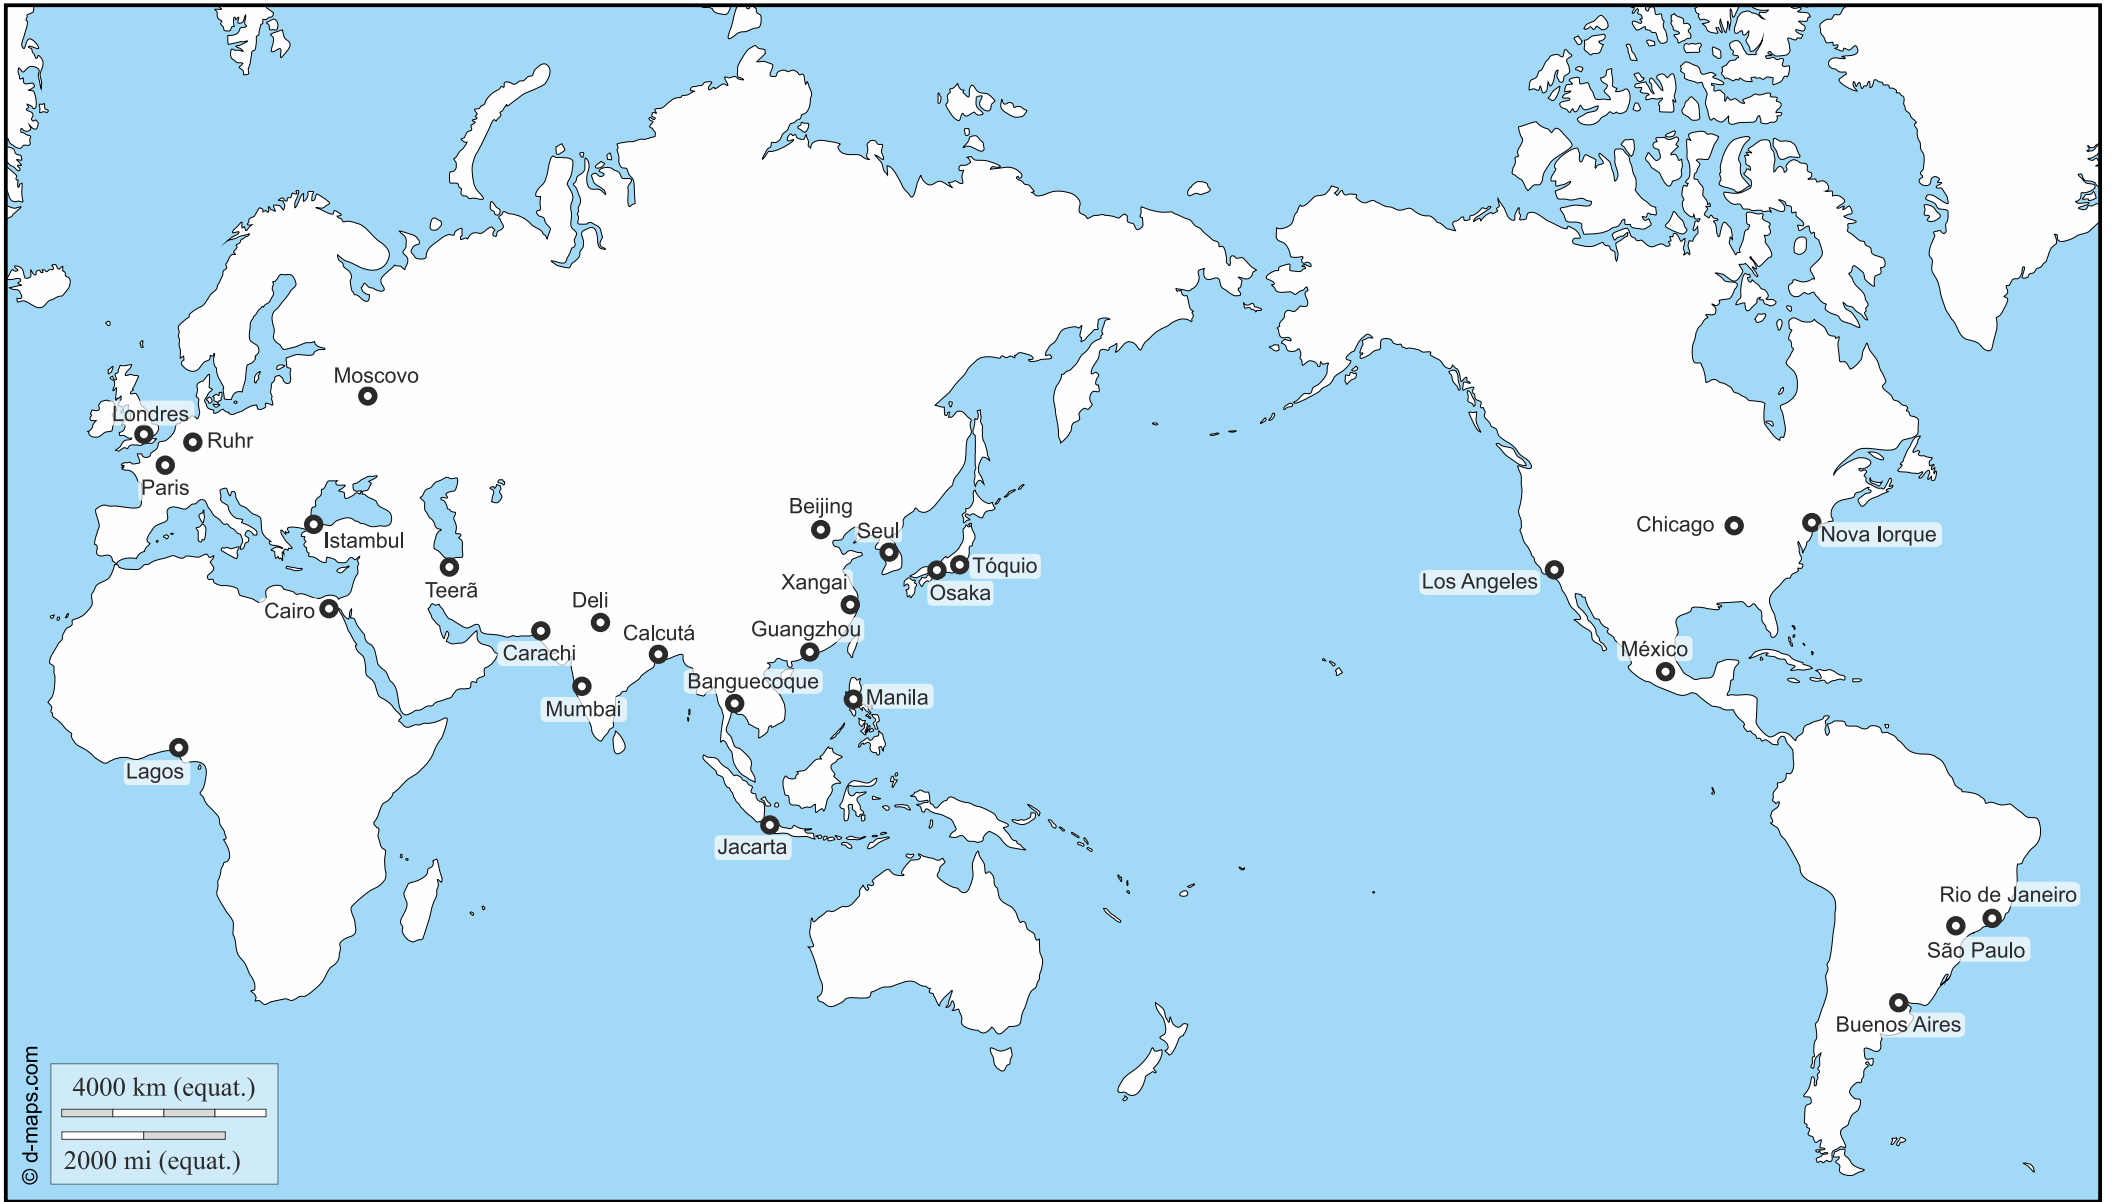 Moscovo
Londres
Ruhr
Paris
Beijing
Seul
Chicago
Nova Iorque
Istambul
Tóquio
Xangai
Los Angeles
Teerã
Osaka
Deli
Cairo
Calcutá
Guangzhou
Carachi
México
Banguecoque
Manila
Mumbai
Lagos
Jacarta
Rio de Janeiro
São Paulo
Buenos Aires
4000 km (equat.)
2000 mi (equat.)
© d-maps.com